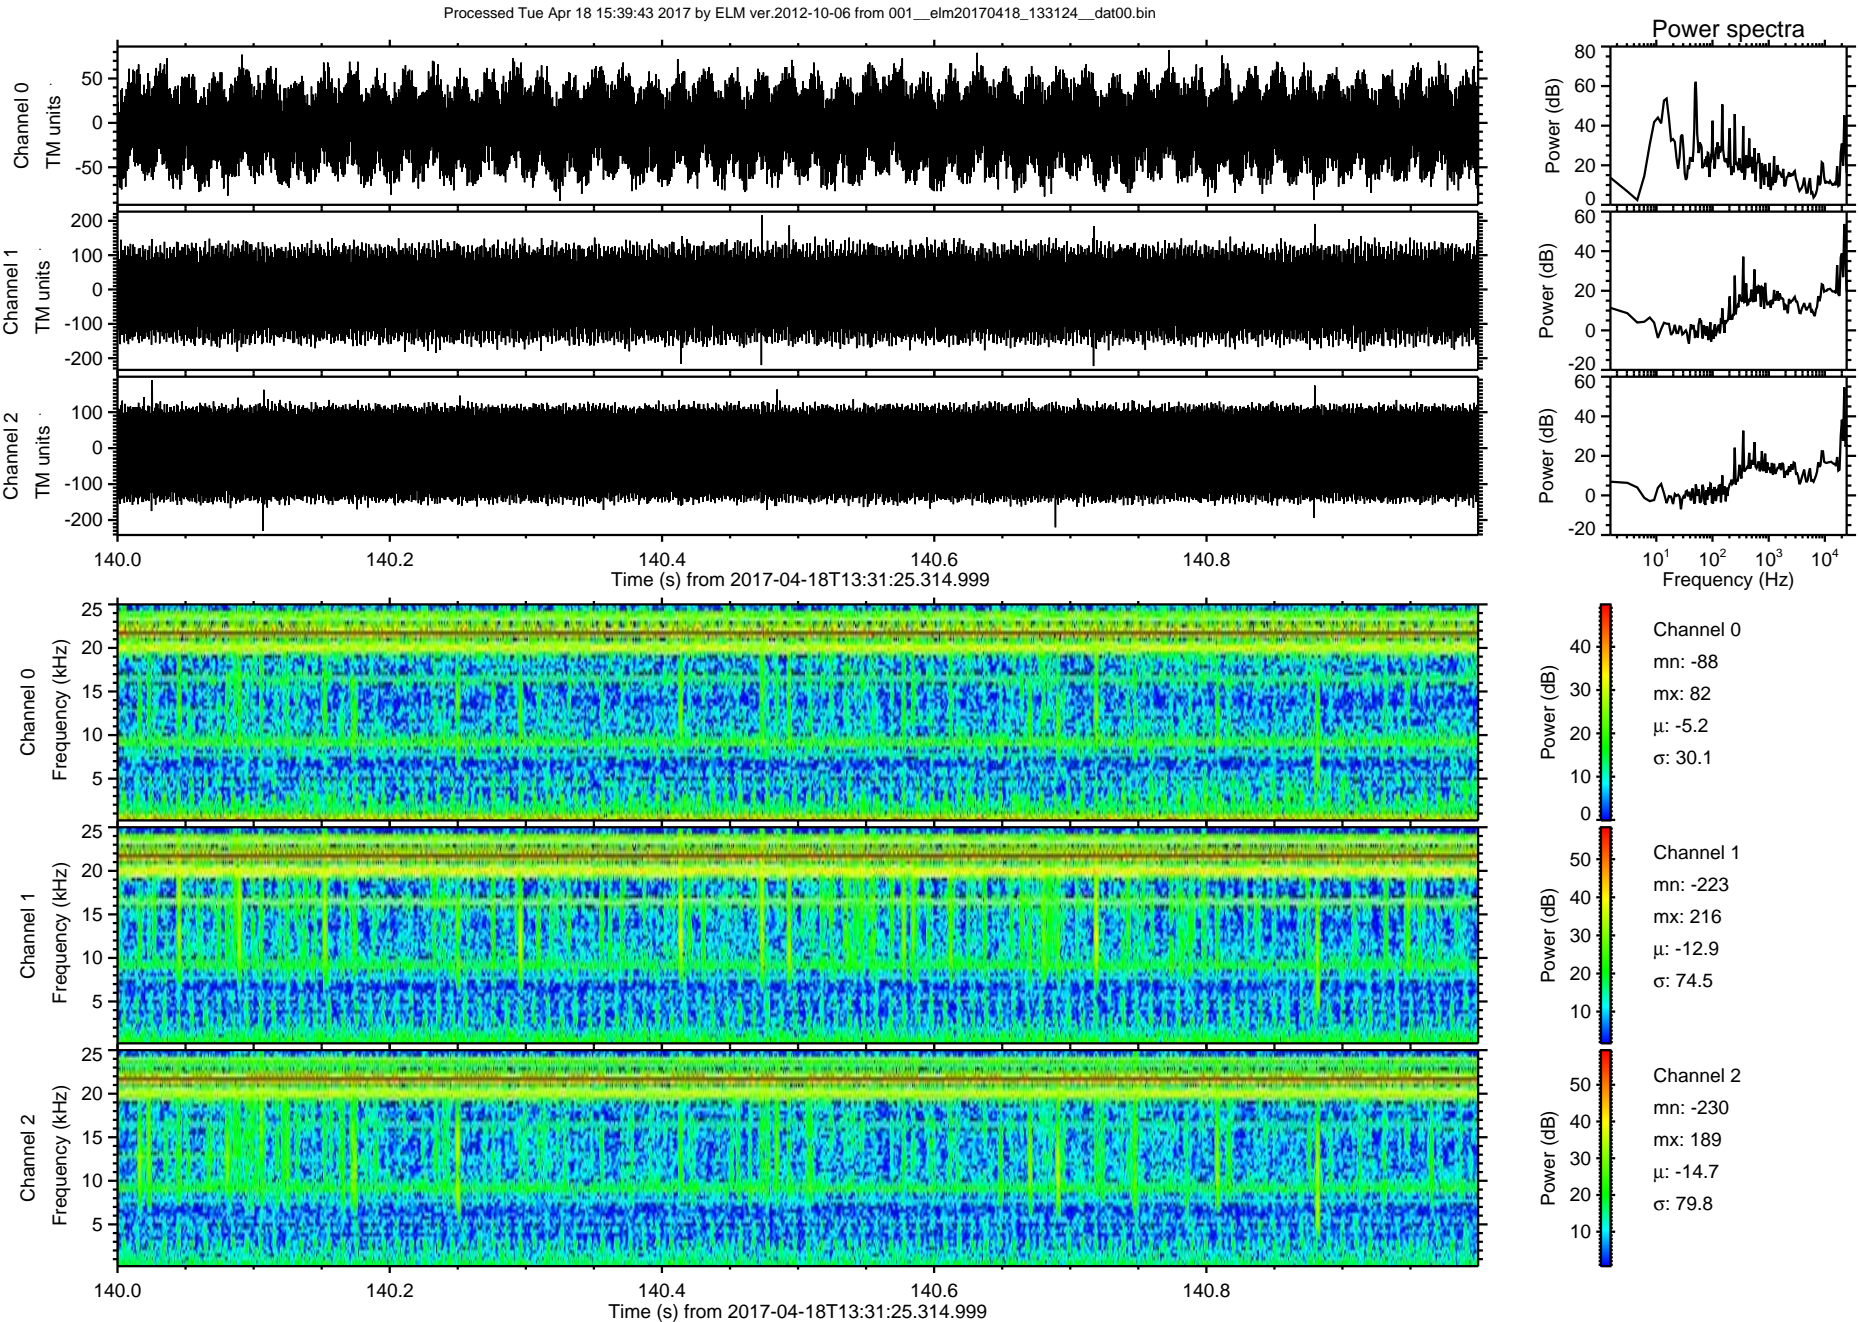 Processed Tue Apr 18 15:39:43 2017 by ELM ver.2012-10-06 from 001__elm20170418_133124__dat00.bin
Power spectra
Channel 0
TM units
50
0
-50
Power (dB)
80
60
40
20
0
Channel 1
TM units
200
100
0
-100
-200
Power (dB)
60
40
20
0
-20
Channel 2
TM units
100
0
-100
-200
Power (dB)
60
40
20
0
-20
140.0 140.2 140.4 140.6 140.8
Time (s) from 2017-04-18T13:31:25.314.999
10¹ 10² 10³ 10⁴
Frequency (Hz)
Channel 0
Frequency (kHz)
25
20
15
10
5
Power (dB)
40
30
20
10
0
Channel 0
mn: -88
mx: 82
μ: -5.2
σ: 30.1
Channel 1
Frequency (kHz)
25
20
15
10
5
Power (dB)
50
40
30
20
10
Channel 1
mn: -223
mx: 216
μ: -12.9
σ: 74.5
Channel 2
Frequency (kHz)
25
20
15
10
5
Power (dB)
50
40
30
20
10
Channel 2
mn: -230
mx: 189
μ: -14.7
σ: 79.8
140.0 140.2 140.4 140.6 140.8
Time (s) from 2017-04-18T13:31:25.314.999